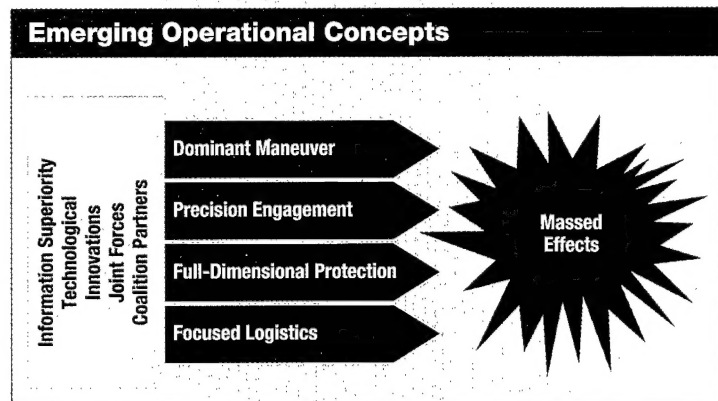 Emerging Operational Concepts
Information Superiority
Technological
Innovations
Joint Forces
Coalition Partners
Dominant Maneuver
Precision Engagement
Full-Dimensional Protection
Focused Logistics
Massed
Effects